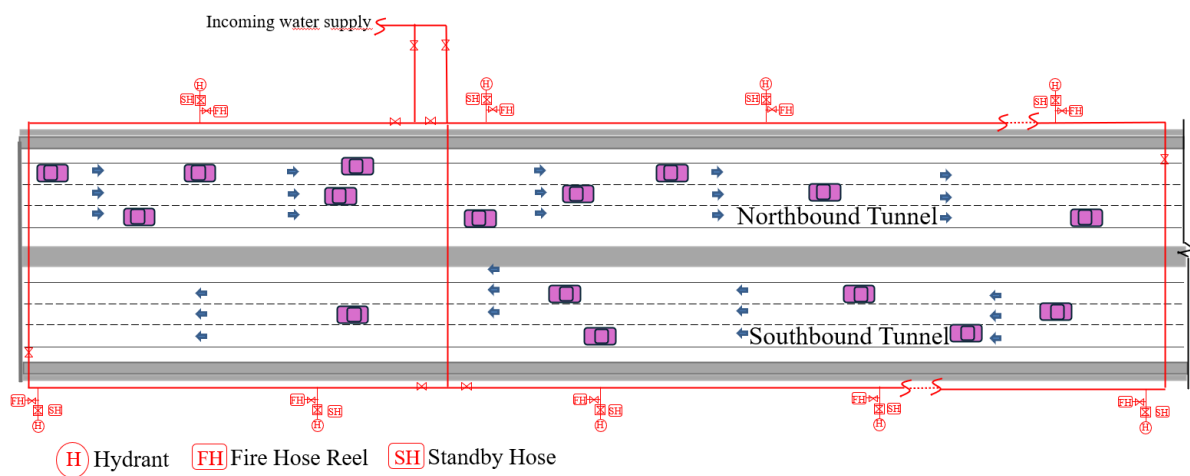 Incoming water supply
H H H H
SH SH SH SH
FH FH FH FH
Northbound Tunnel
Southbound Tunnel
FH FH FH FH FH
SH SH SH SH SH
H H H H H
H Hydrant FH Fire Hose Reel SH Standby Hose